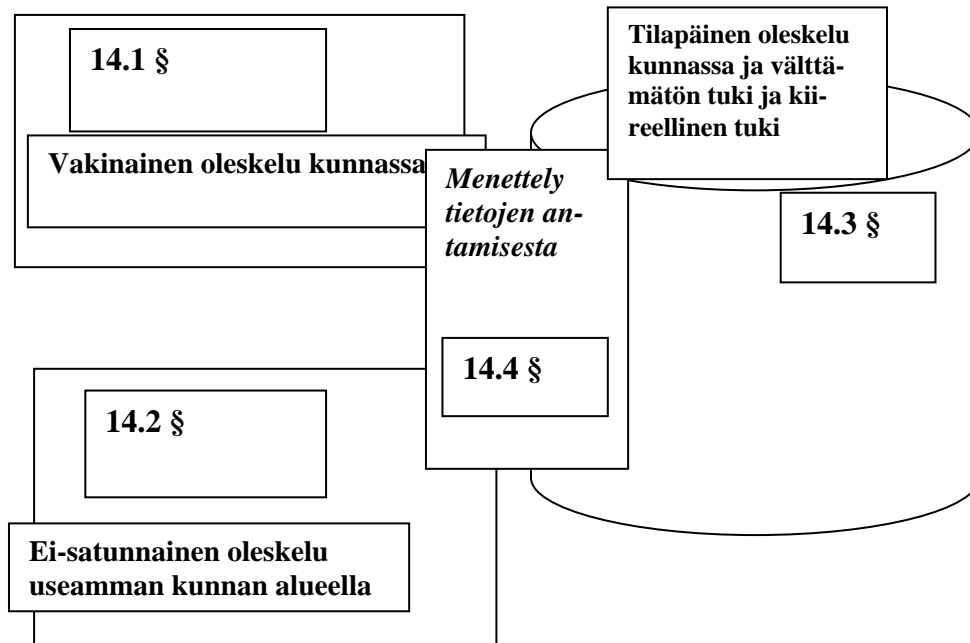 14.1 §
Vakinainen oleskelu kunnassa
Menettely
tietojen an-
tamisesta
14.4 §
Tilapäinen oleskelu
kunnassa ja välttä-
mätön tuki ja kii-
reellinen tuki
14.3 §
14.2 §
Ei-satunnainen oleskelu
useamman kunnan alueella